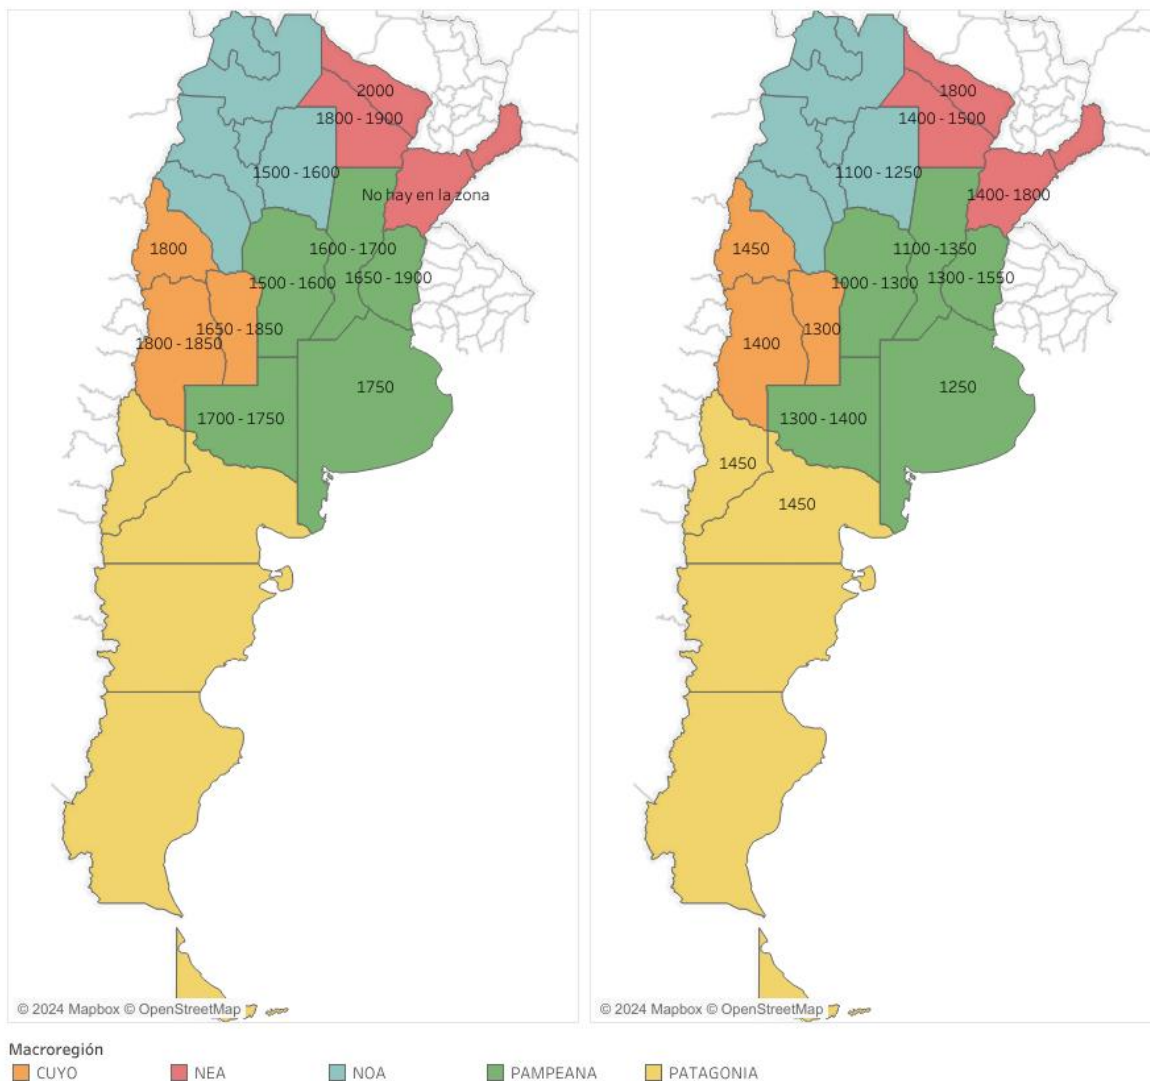 2000
1800 - 1900
1500 - 1600
No hay en la zona
1800
1600 - 1700
1650 - 1900
1500 - 1600
1650 - 1850
1800 - 1850
1750
1700 - 1750
© 2024 Mapbox © OpenStreetMap
1800
1400 - 1500
1100 - 1250
1400 - 1800
1450
1100 - 1350
1300 - 1550
1000 - 1300
1300
1400
1250
1300 - 1400
1450
1450
© 2024 Mapbox © OpenStreetMap
Macroregión
CUYO NEA NOA PAMPEANA PATAGONIA